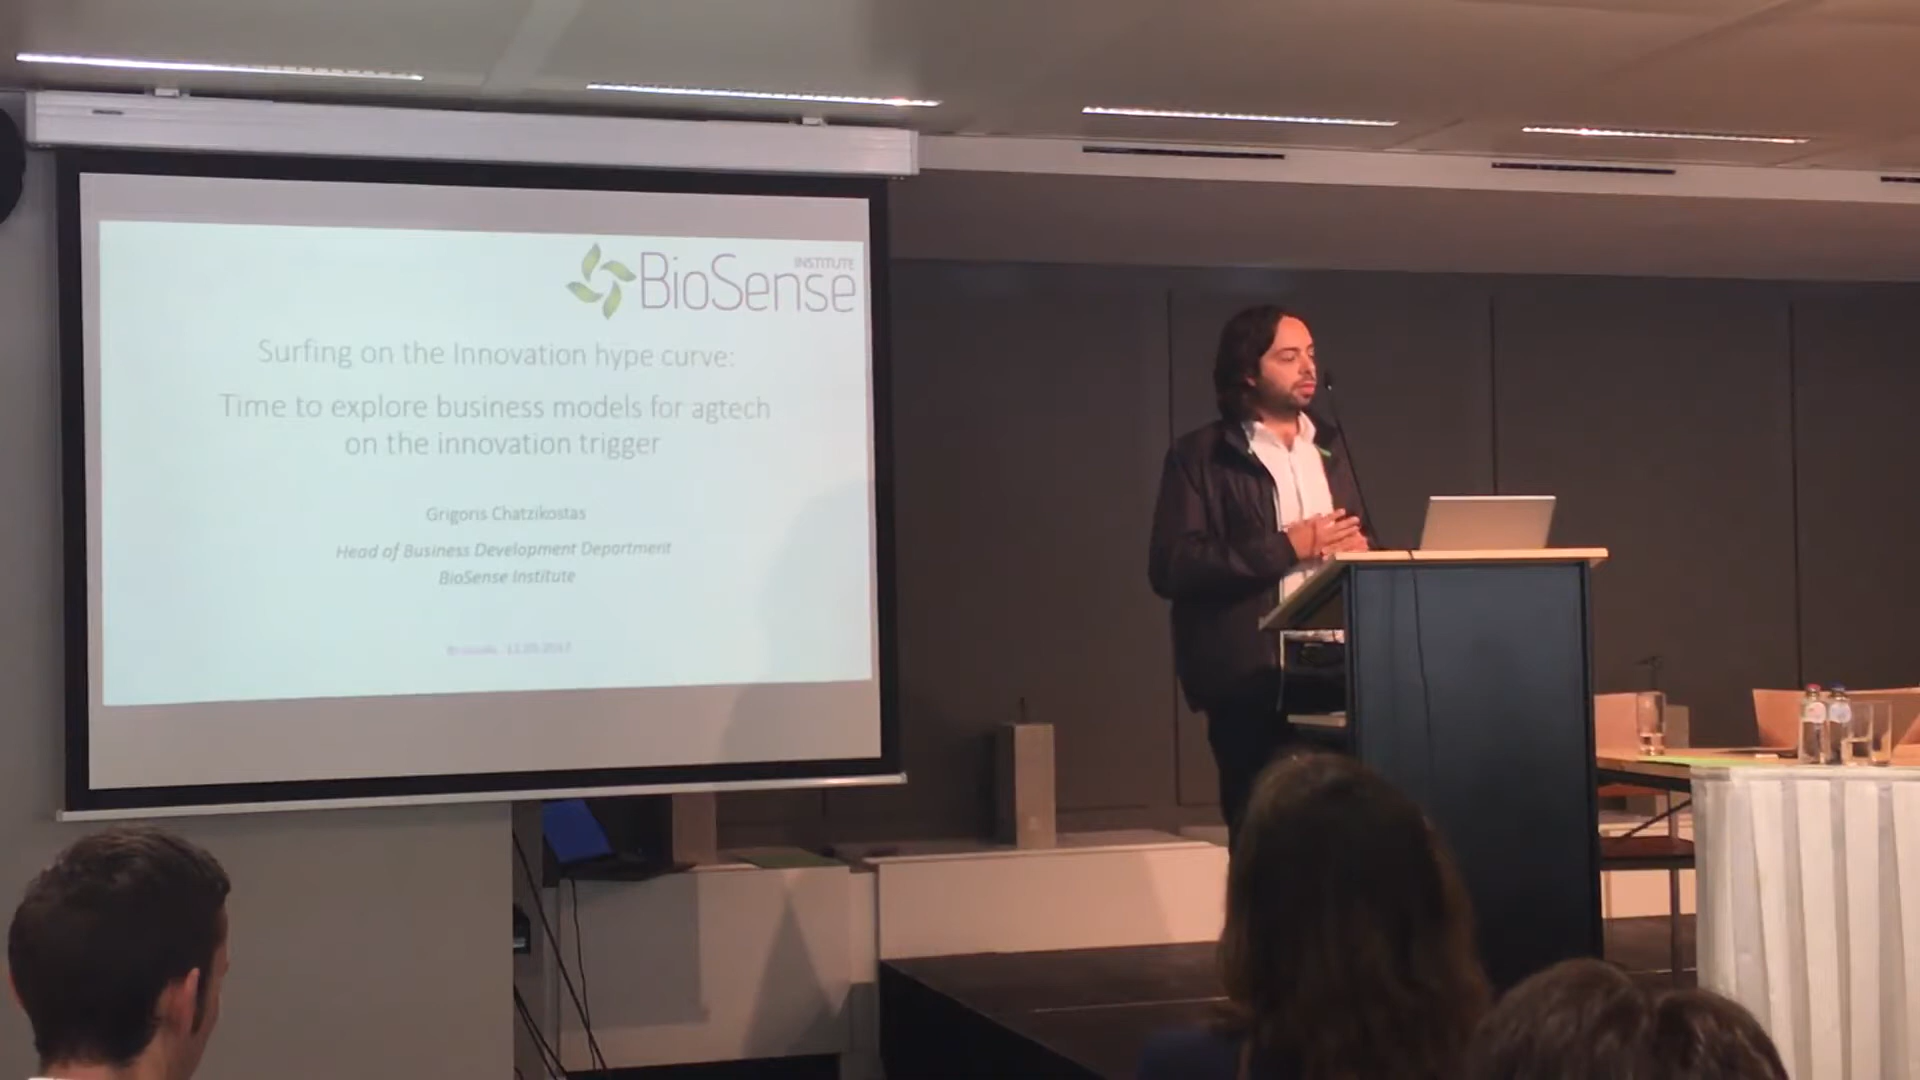 INSTITUTE
BioSense
Surfing on the Innovation hype curve:
Time to explore business models for agtech
on the innovation trigger
Grigoris Chatzikostas
Head of Business Development Department
BioSense Institute